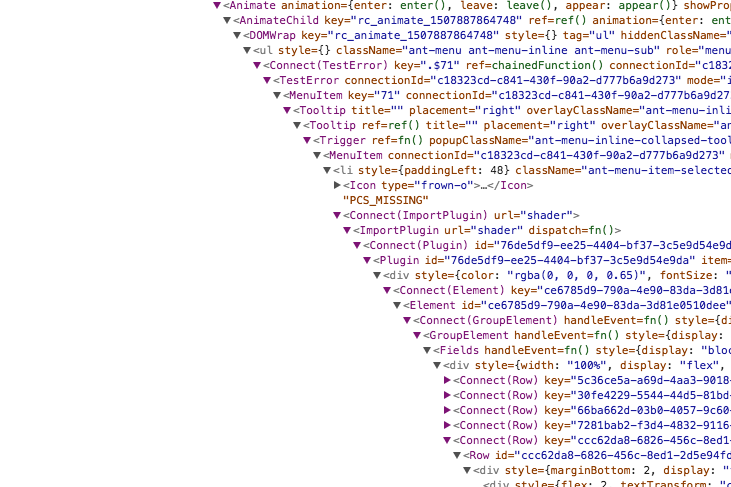 ▼<Animate animation={enter: enter(), leave: leave(), appear: appear()} showProp
▼<AnimateChild key="rc_animate_1507887864748" ref=ref() animation={enter: ent
▼<DOMWrap key="rc_animate_1507887864748" style={} tag="ul" hiddenClassName="
▼<ul style={} className="ant-menu ant-menu-inline ant-menu-sub" role="menu
▼<Connect(TestError) key=".$71" ref=chainedFunction() connectionId="c1832
▼<TestError connectionId="c18323cd-c841-430f-90a2-d777b6a9d273" mode="i
▼<MenuItem key="71" connectionId="c18323cd-c841-430f-90a2-d777b6a9d27
▼<Tooltip title="" placement="right" overlayClassName="ant-menu-inli
▼<Tooltip ref=ref() title="" placement="right" overlayClassName="an
▼<Trigger ref=fn() popupClassName="ant-menu-inline-collapsed-tool
▼<MenuItem connectionId="c18323cd-c841-430f-90a2-d777b6a9d273" m
▼<li style={paddingLeft: 48} className="ant-menu-item-selected
▶<Icon type="frown-o">…</Icon>
"PCS_MISSING"
▼<Connect(ImportPlugin) url="shader">
▼<ImportPlugin url="shader" dispatch=fn()>
▼<Connect(Plugin) id="76de5df9-ee25-4404-bf37-3c5e9d54e9d
▼<Plugin id="76de5df9-ee25-4404-bf37-3c5e9d54e9da" item=
▼<div style={color: "rgba(0, 0, 0, 0.65)", fontSize: "
▼<Connect(Element) key="ce6785d9-790a-4e90-83da-3d81e
▼<Element id="ce6785d9-790a-4e90-83da-3d81e0510dee"
▼<Connect(GroupElement) handleEvent=fn() style={di
▼<GroupElement handleEvent=fn() style={display: 
▼<Fields handleEvent=fn() style={display: "bloc
▼<div style={width: "100%", display: "flex",
▶<Connect(Row) key="5c36ce5a-a69d-4aa3-9018-
▶<Connect(Row) key="30fe4229-5544-44d5-81bd-
▶<Connect(Row) key="66ba662d-03b0-4057-9c60-
▶<Connect(Row) key="7281bab2-f3d4-4832-9116-
▼<Connect(Row) key="ccc62da8-6826-456c-8ed1-
▼<Row id="ccc62da8-6826-456c-8ed1-2d5e94fd
▼<div style={marginBottom: 2, display: "
<div style={flex: 2, textTransform: "c